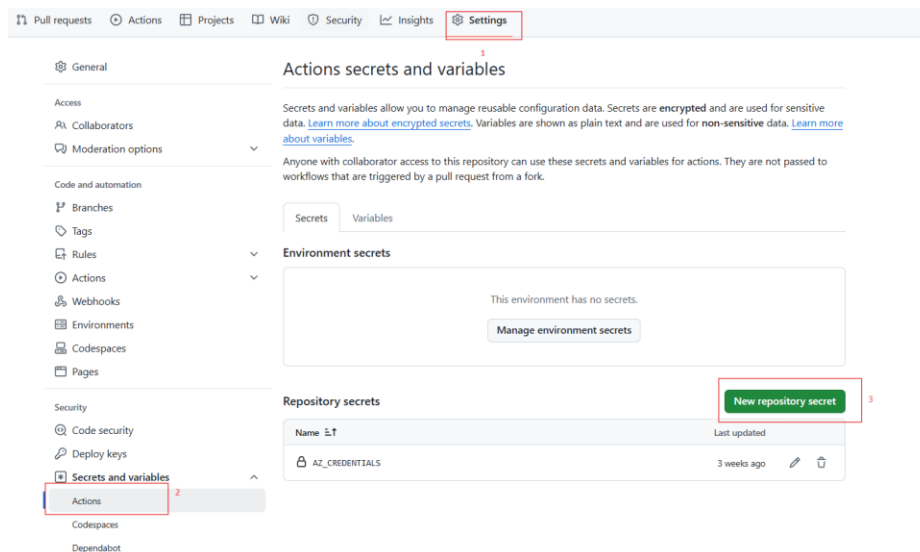 Pull requests Actions Projects Wiki Security Insights Settings
1
General
Access
Collaborators
Moderation options
Code and automation
Branches
Tags
Rules
Actions
Webhooks
Environments
Codespaces
Pages
Security
Code security
Deploy keys
Secrets and variables
Actions
2
Codespaces
Dependabot
Actions secrets and variables
Secrets and variables allow you to manage reusable configuration data. Secrets are encrypted and are used for sensitive
data. Learn more about encrypted secrets. Variables are shown as plain text and are used for non-sensitive data. Learn more
about variables.
Anyone with collaborator access to this repository can use these secrets and variables for actions. They are not passed to
workflows that are triggered by a pull request from a fork.
Secrets Variables
Environment secrets
This environment has no secrets.
Manage environment secrets
Repository secrets
New repository secret
3
Name Last updated
AZ_CREDENTIALS 3 weeks ago